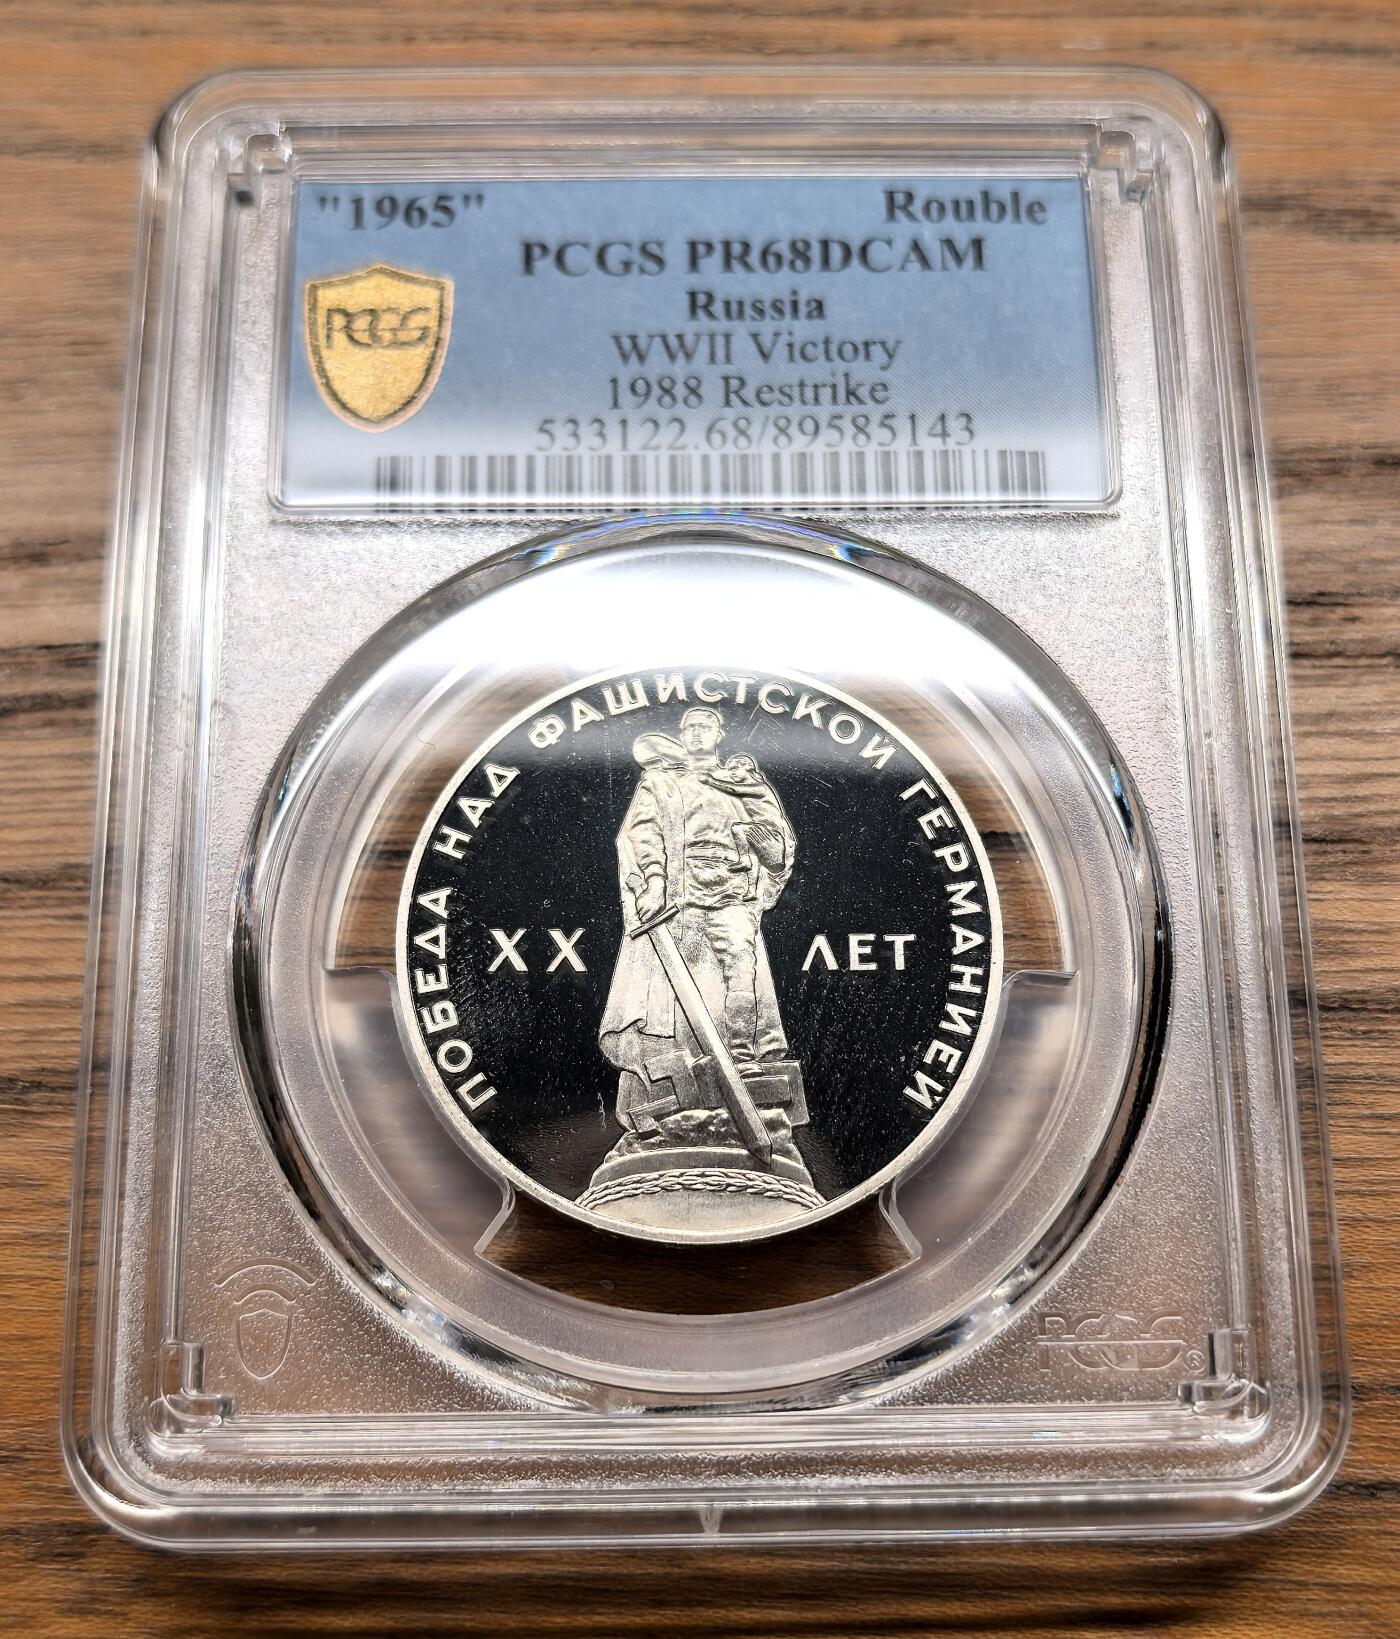 "1965" Rouble
PCGS PR68DCAM
Russia
PCGS WWII Victory
1988 Restrike
533122.68/89585143
ПОБЕДА НАД ФАШИСТСКОЙ ГЕРМАНИЕЙ
XX ЛЕТ
PCGS®